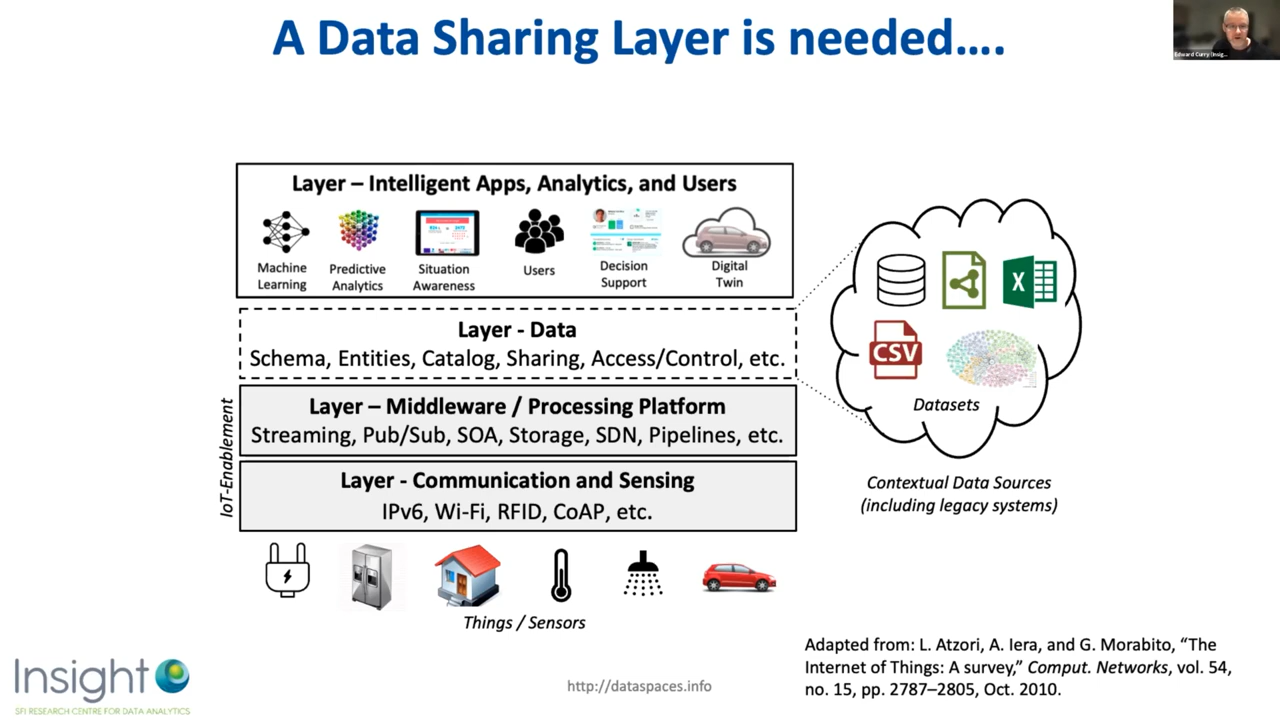 A Data Sharing Layer is needed….
Edward Curry (Insig...
Layer – Intelligent Apps, Analytics, and Users
Machine
Learning
Predictive
Analytics
Situation
Awareness
Users
Decision
Support
Digital
Twin
Layer - Data
Schema, Entities, Catalog, Sharing, Access/Control, etc.
IoT-Enablement
Layer – Middleware / Processing Platform
Streaming, Pub/Sub, SOA, Storage, SDN, Pipelines, etc.
Layer - Communication and Sensing
IPv6, Wi-Fi, RFID, CoAP, etc.
Things / Sensors
X
CSV
Datasets
Contextual Data Sources
(including legacy systems)
Adapted from: L. Atzori, A. Iera, and G. Morabito, “The
Internet of Things: A survey,” Comput. Networks, vol. 54,
no. 15, pp. 2787–2805, Oct. 2010.
Insight
SFI RESEARCH CENTRE FOR DATA ANALYTICS
http://dataspaces.info